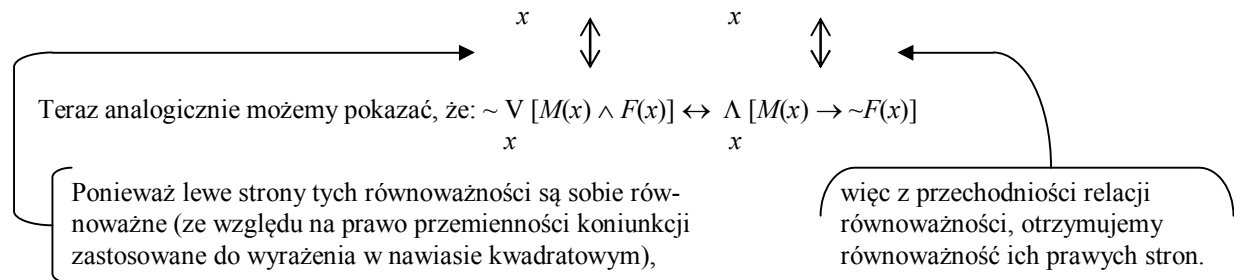 x x
Teraz analogicznie możemy pokazać, że: ~ V [M(x) ∧ F(x)] ↔ Λ [M(x) → ~F(x)]
x x
Ponieważ lewe strony tych równoważności są sobie rów-
noważne (ze względu na prawo przemienności koniunkcji
zastosowane do wyrażenia w nawiasie kwadratowym),
więc z przechodniości relacji
równoważności, otrzymujemy
równoważność ich prawych stron.